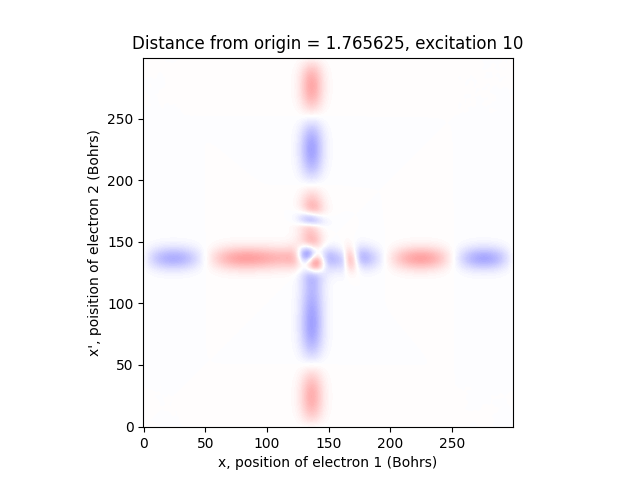 Distance from origin = 1.765625, excitation 10
x', poisition of electron 2 (Bohrs)
250
200
150
100
50
0
0 50 100 150 200 250
x, position of electron 1 (Bohrs)